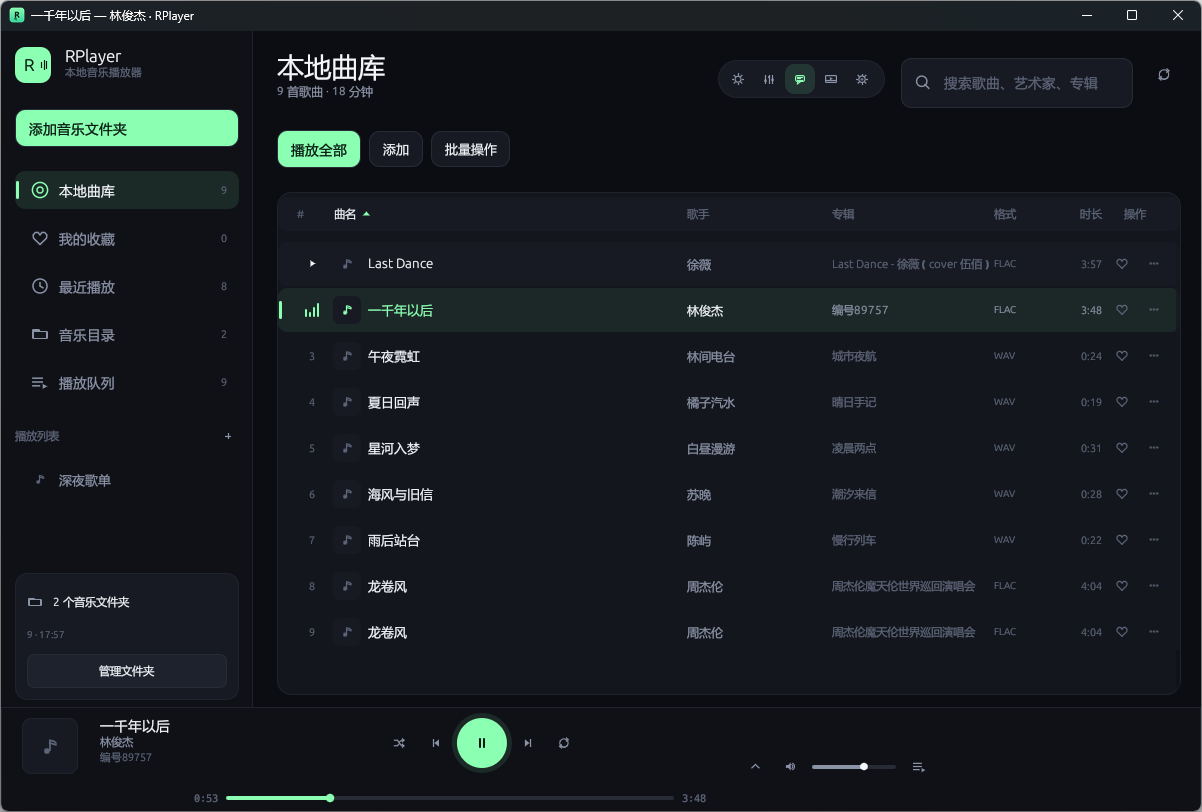 R 一千年以后 — 林俊杰 · RPlayer
R RPlayer
本地音乐播放器
添加音乐文件夹
本地曲库 9
我的收藏 0
最近播放 8
音乐目录 2
播放队列 9
播放列表 +
深夜歌单
2 个音乐文件夹
9 · 17:57
管理文件夹
本地曲库
9 首歌曲 · 18 分钟
搜索歌曲、艺术家、专辑
播放全部 添加 批量操作
# 曲名 歌手 专辑 格式 时长 操作
Last Dance 徐薇 Last Dance - 徐薇 ( cover 伍佰 ) FLAC 3:57
一千年以后 林俊杰 编号89757 FLAC 3:48
3 午夜霓虹 林间电台 城市夜航 WAV 0:24
4 夏日回声 橘子汽水 晴日手记 WAV 0:19
5 星河入梦 白昼漫游 凌晨两点 WAV 0:31
6 海风与旧信 苏晚 潮汐来信 WAV 0:28
7 雨后站台 陈屿 慢行列车 WAV 0:22
8 龙卷风 周杰伦 周杰伦魔天伦世界巡回演唱会 FLAC 4:04
9 龙卷风 周杰伦 周杰伦魔天伦世界巡回演唱会 FLAC 4:04
一千年以后
林俊杰
编号89757
0:53 3:48